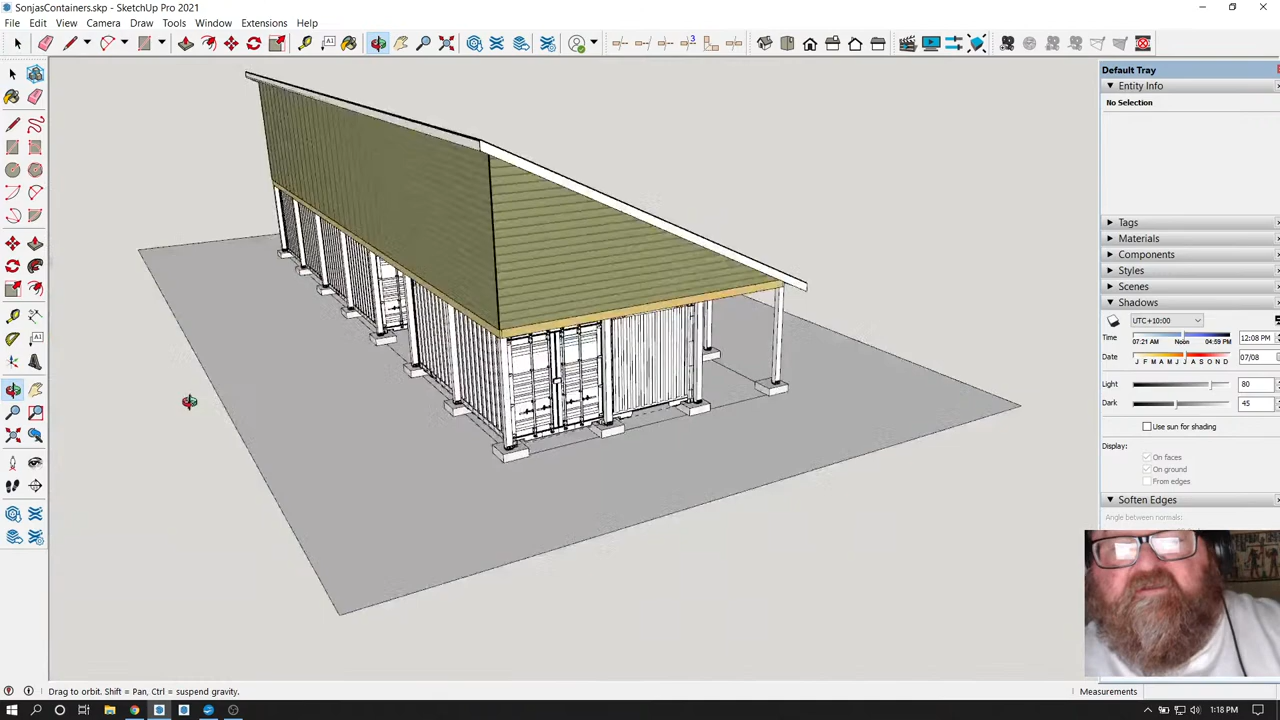 SonjasContainers.skp - SketchUp Pro 2021
File Edit View Camera Draw Tools Window Extensions Help
3
Default Tray
Entity Info
No Selection
Tags
Materials
Components
Styles
Scenes
Shadows
UTC+10:00
Time
07:21 AM Noon 04:59 PM
12:08 PM
Date
J F M A M J J A S O N D
07/08
Light
80
Dark
45
Use sun for shading
Display:
On faces
On ground
From edges
Soften Edges
Angle between normals:
Drag to orbit. Shift = Pan, Ctrl = suspend gravity.
Measurements
1:18 PM